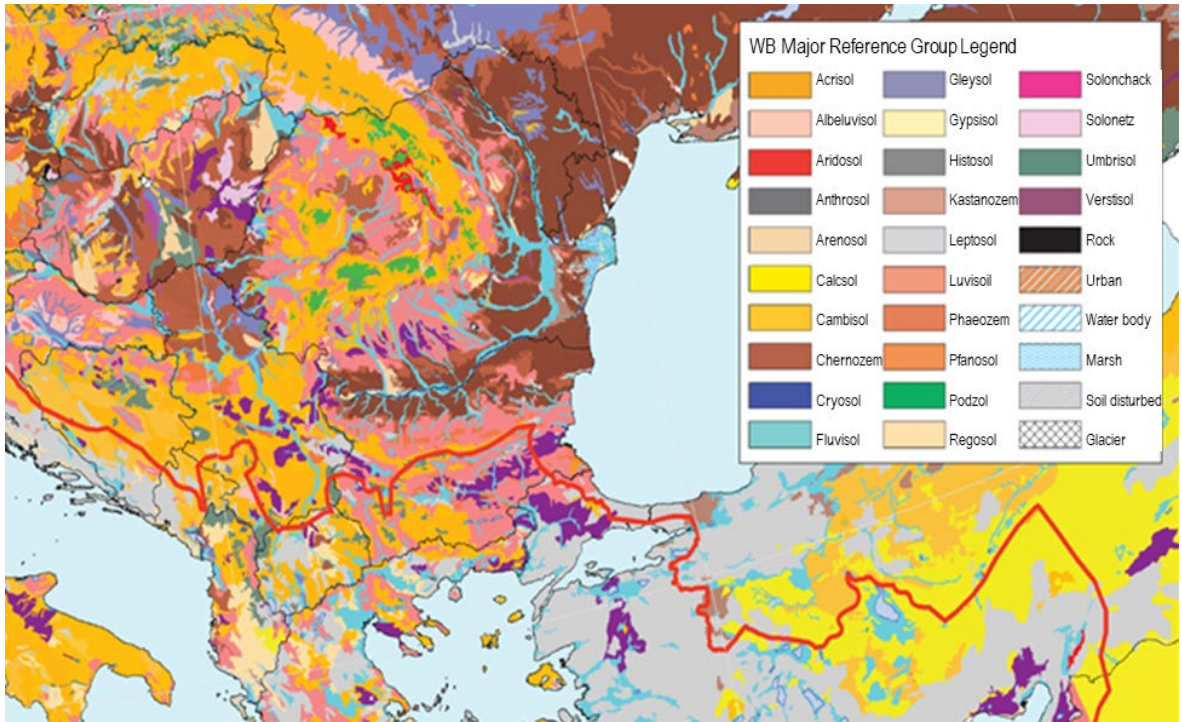 WB Major Reference Group Legend
Acrisol
Albeluvisol
Aridosol
Anthrosol
Arenosol
Calcsol
Cambisol
Chernozem
Cryosol
Fluvisol
Gleysol
Gypsisol
Histosol
Kastanozem
Leptosol
Luvisoil
Phaeozem
Pfanosol
Podzol
Regosol
Solonchack
Solonetz
Umbrisol
Verstisol
Rock
Urban
Water body
Marsh
Soil disturbed
Glacier